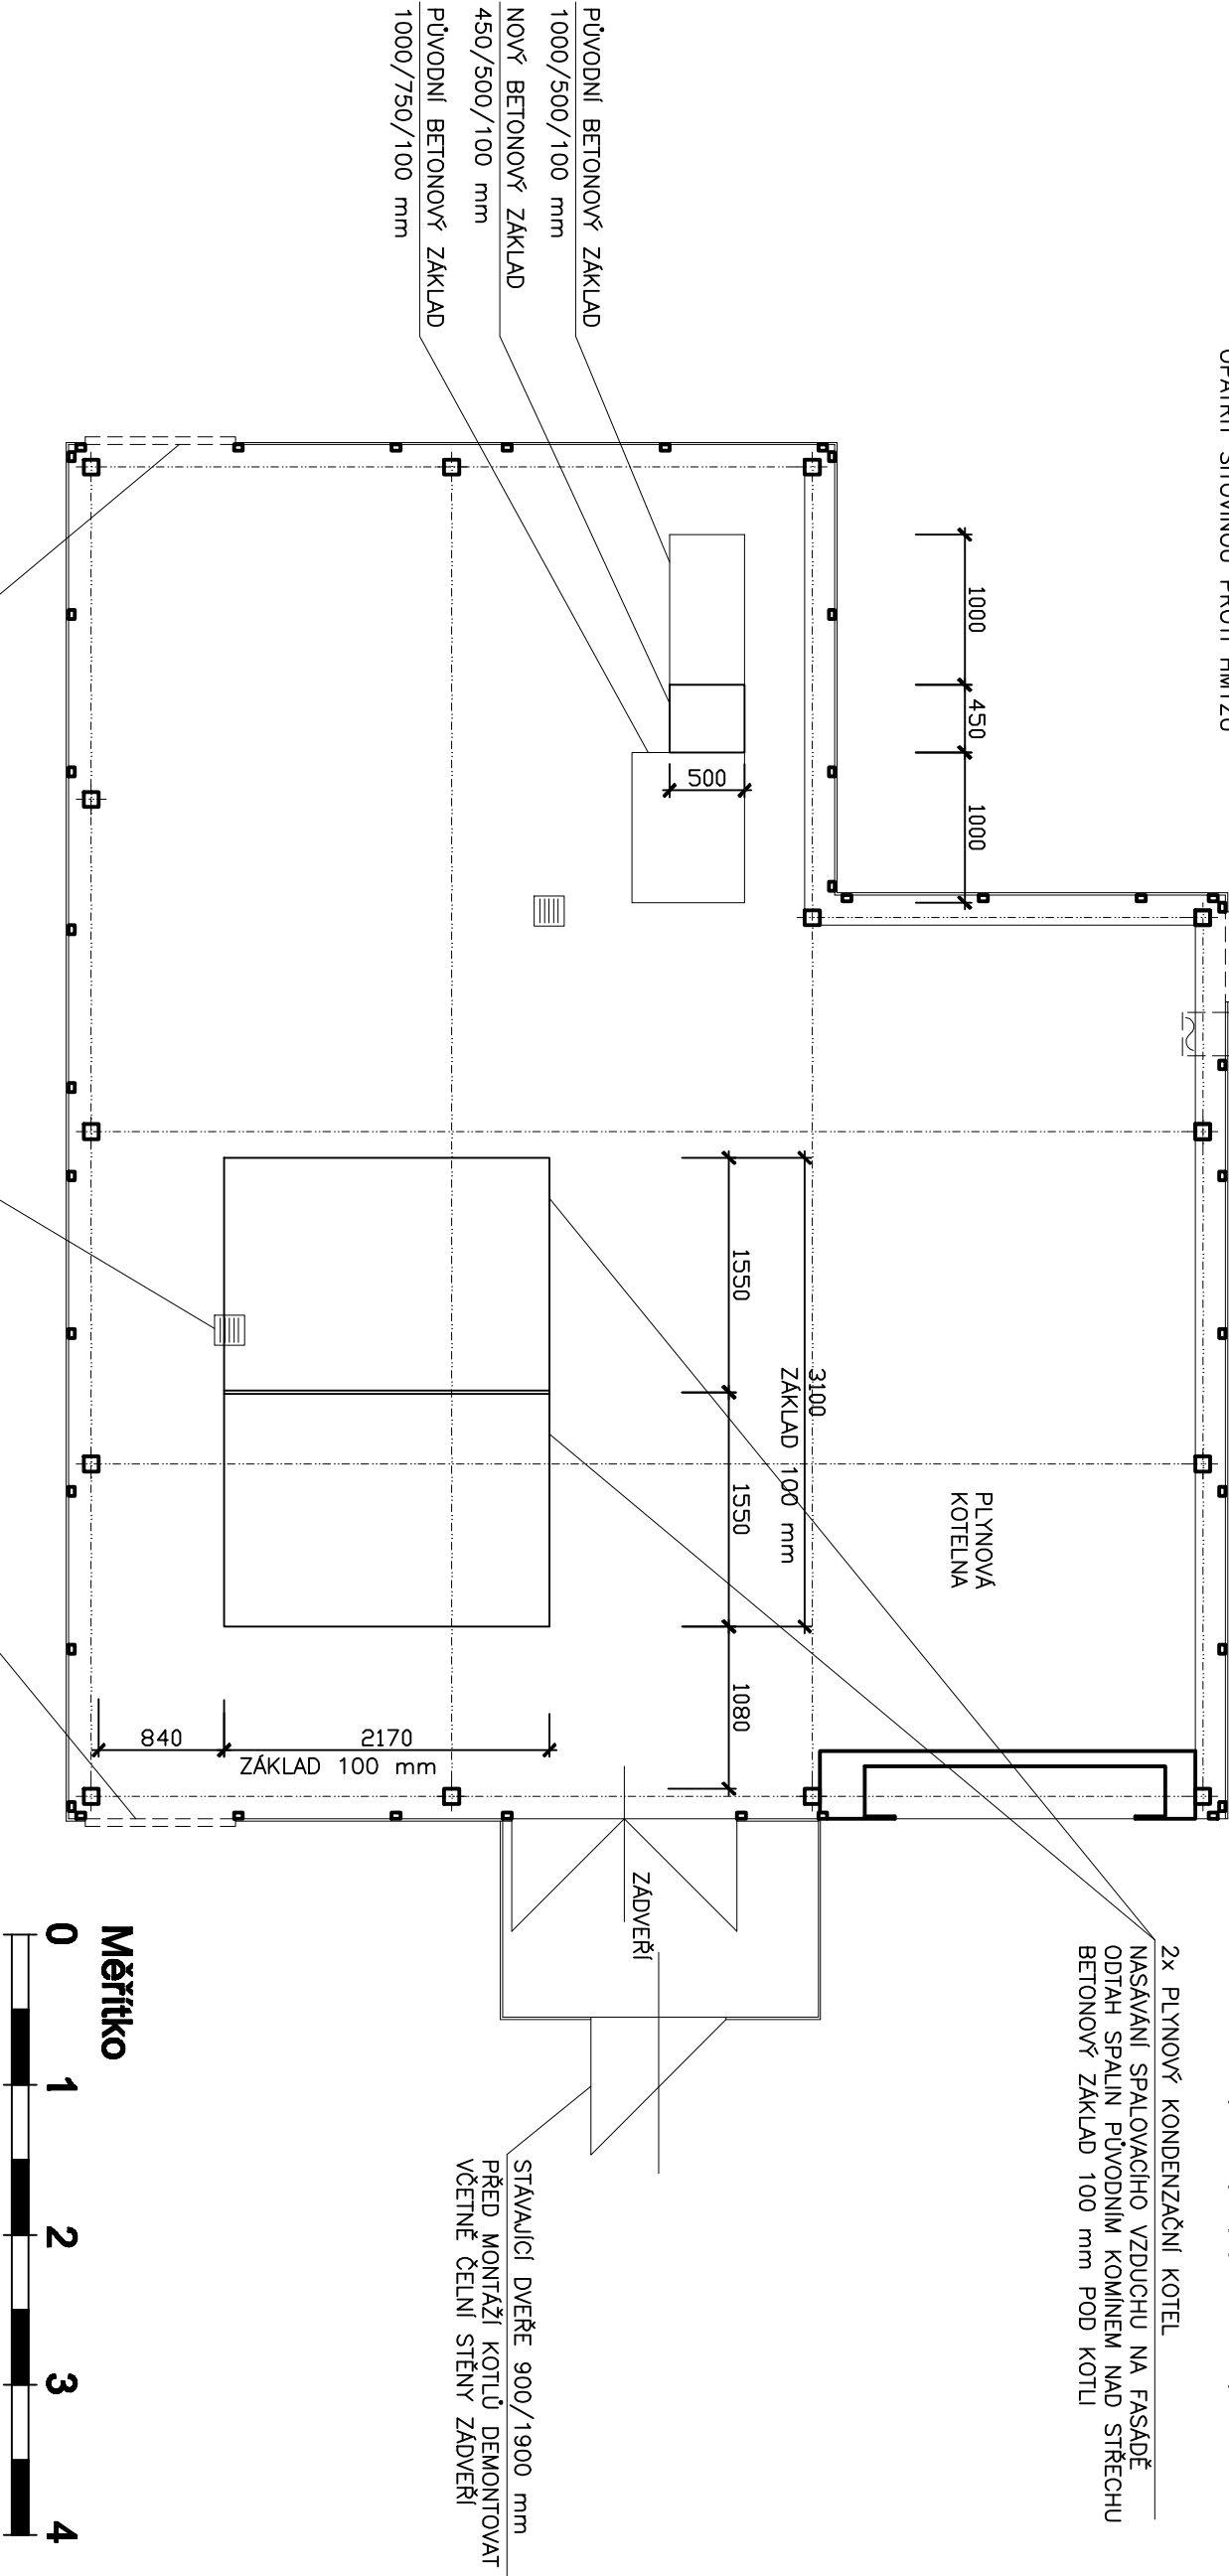 OPATŘIT SÍŤOVINOU PROTI HMYZU
PŮVODNÍ BETONOVÝ ZÁKLAD
1000/500/100 mm
NOVÝ BETONOVÝ ZÁKLAD
450/500/100 mm
PŮVODNÍ BETONOVÝ ZÁKLAD
1000/750/100 mm
1000
450
1000
500
PLYNOVÁ
KOTELNA
3100
ZÁKLAD 100 mm
1550
1550
1080
840
2170
ZÁKLAD 100 mm
2x PLYNOVÝ KONDENZAČNÍ KOTEL
NASÁVÁNÍ SPALOVACÍHO VZDUCHU NA FASÁDĚ
ODTAH SPALIN PŮVODNÍM KOMÍNEM NAD STŘECHU
BETONOVÝ ZÁKLAD 100 mm POD KOTLI
ZÁDVEŘÍ
STÁVAJÍCÍ DVEŘE 900/1900 mm
PŘED MONTÁŽÍ KOTLŮ DEMONTOVAT
VČETNĚ ČELNÍ STĚNY ZÁDVEŘÍ
Měřítko
0 1 2 3 4